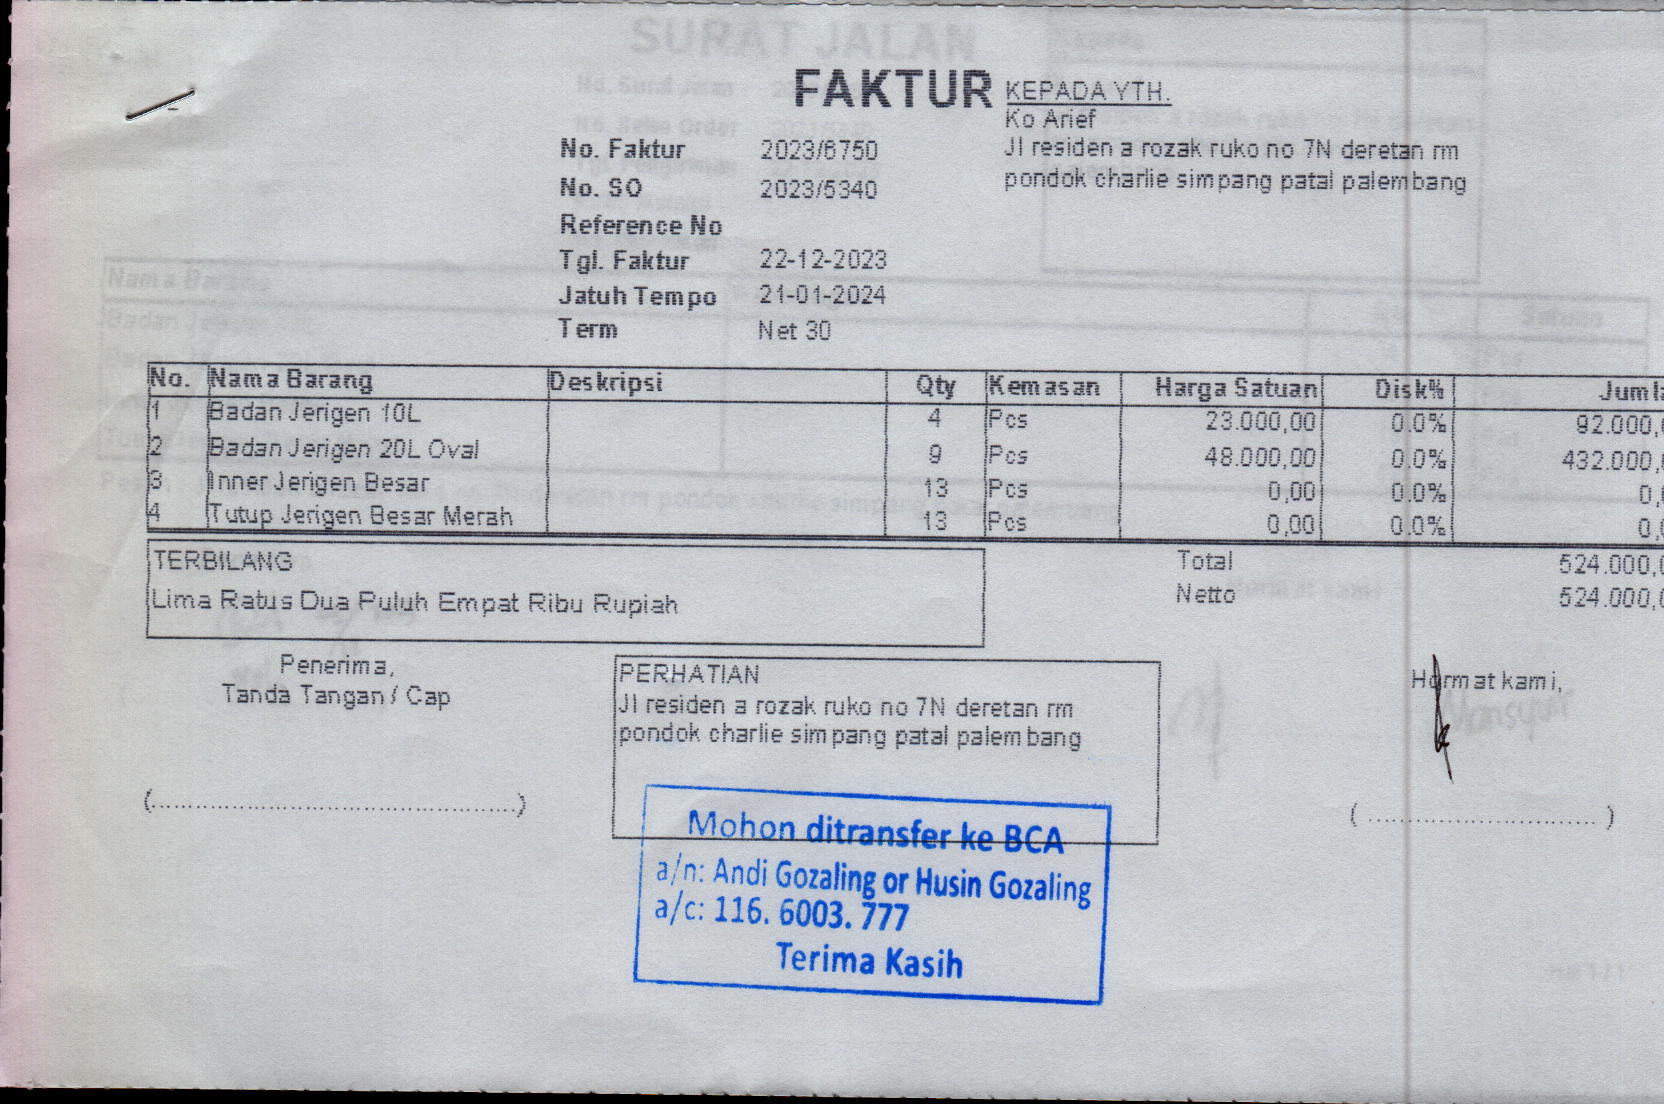 SURAT JALAN
FAKTUR
KEPADA YTH.
Ko Arief
Jl residen a rozak ruko no 7N deretan rm
pondok charlie simpang patal palembang
No. Faktur 2023/6750
No. SO 2023/5340
Reference No
Tgl. Faktur 22-12-2023
Jatuh Tempo 21-01-2024
Term Net 30
No. Nama Barang Deskripsi Qty Kemasan Harga Satuan Disk% Jumla
1 Badan Jerigen 10L 4 Pcs 23.000,00 0.0% 92.000,
2 Badan Jerigen 20L Oval 9 Pcs 48.000,00 0.0% 432.000,
3 Inner Jerigen Besar 13 Pcs 0,00 0.0% 0,
4 Tutup Jerigen Besar Merah 13 Pcs 0,00 0.0% 0,
TERBILANG
Lima Ratus Dua Puluh Empat Ribu Rupiah
Total 524.000,
Netto 524.000,
Penerima,
Tanda Tangan / Cap
(..................................................)
PERHATIAN
Jl residen a rozak ruko no 7N deretan rm
pondok charlie simpang patal palembang
Hormat kami,
( ............................... )
Mohon ditransfer ke BCA
a/n: Andi Gozaling or Husin Gozaling
a/c: 116. 6003. 777
Terima Kasih